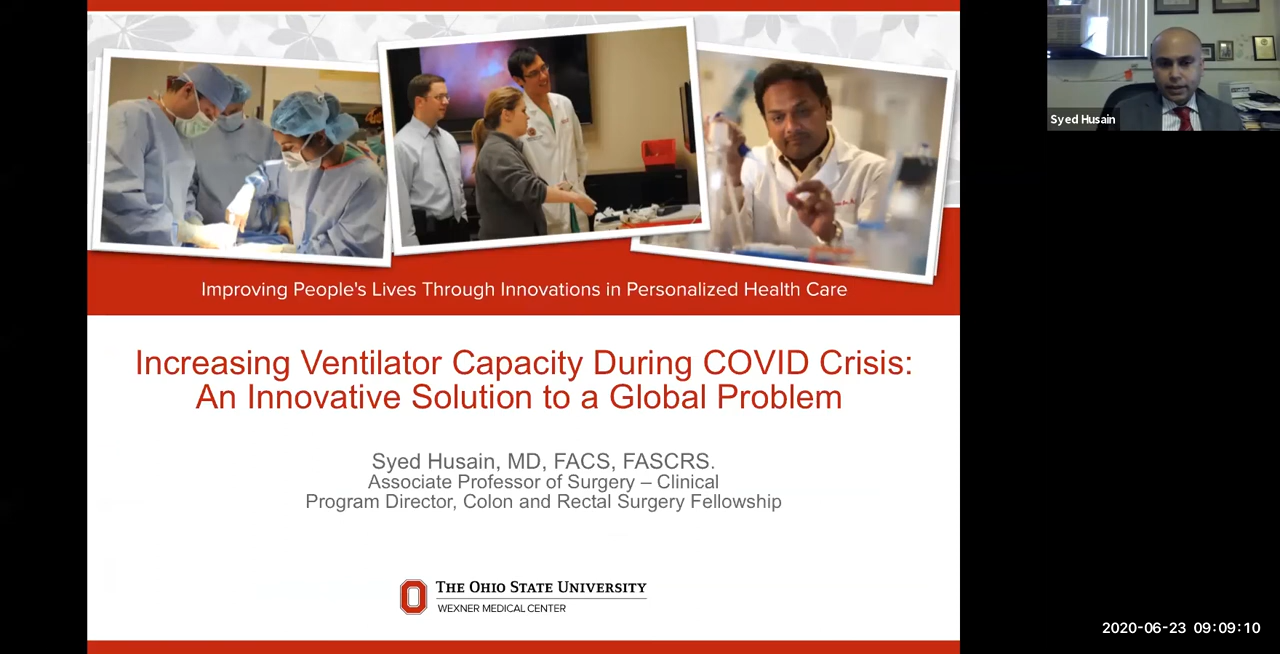 Syed Husain
Improving People's Lives Through Innovations in Personalized Health Care
Increasing Ventilator Capacity During COVID Crisis:
An Innovative Solution to a Global Problem
Syed Husain, MD, FACS, FASCRS.
Associate Professor of Surgery – Clinical
Program Director, Colon and Rectal Surgery Fellowship
THE OHIO STATE UNIVERSITY
WEXNER MEDICAL CENTER
2020-06-23 09:09:10